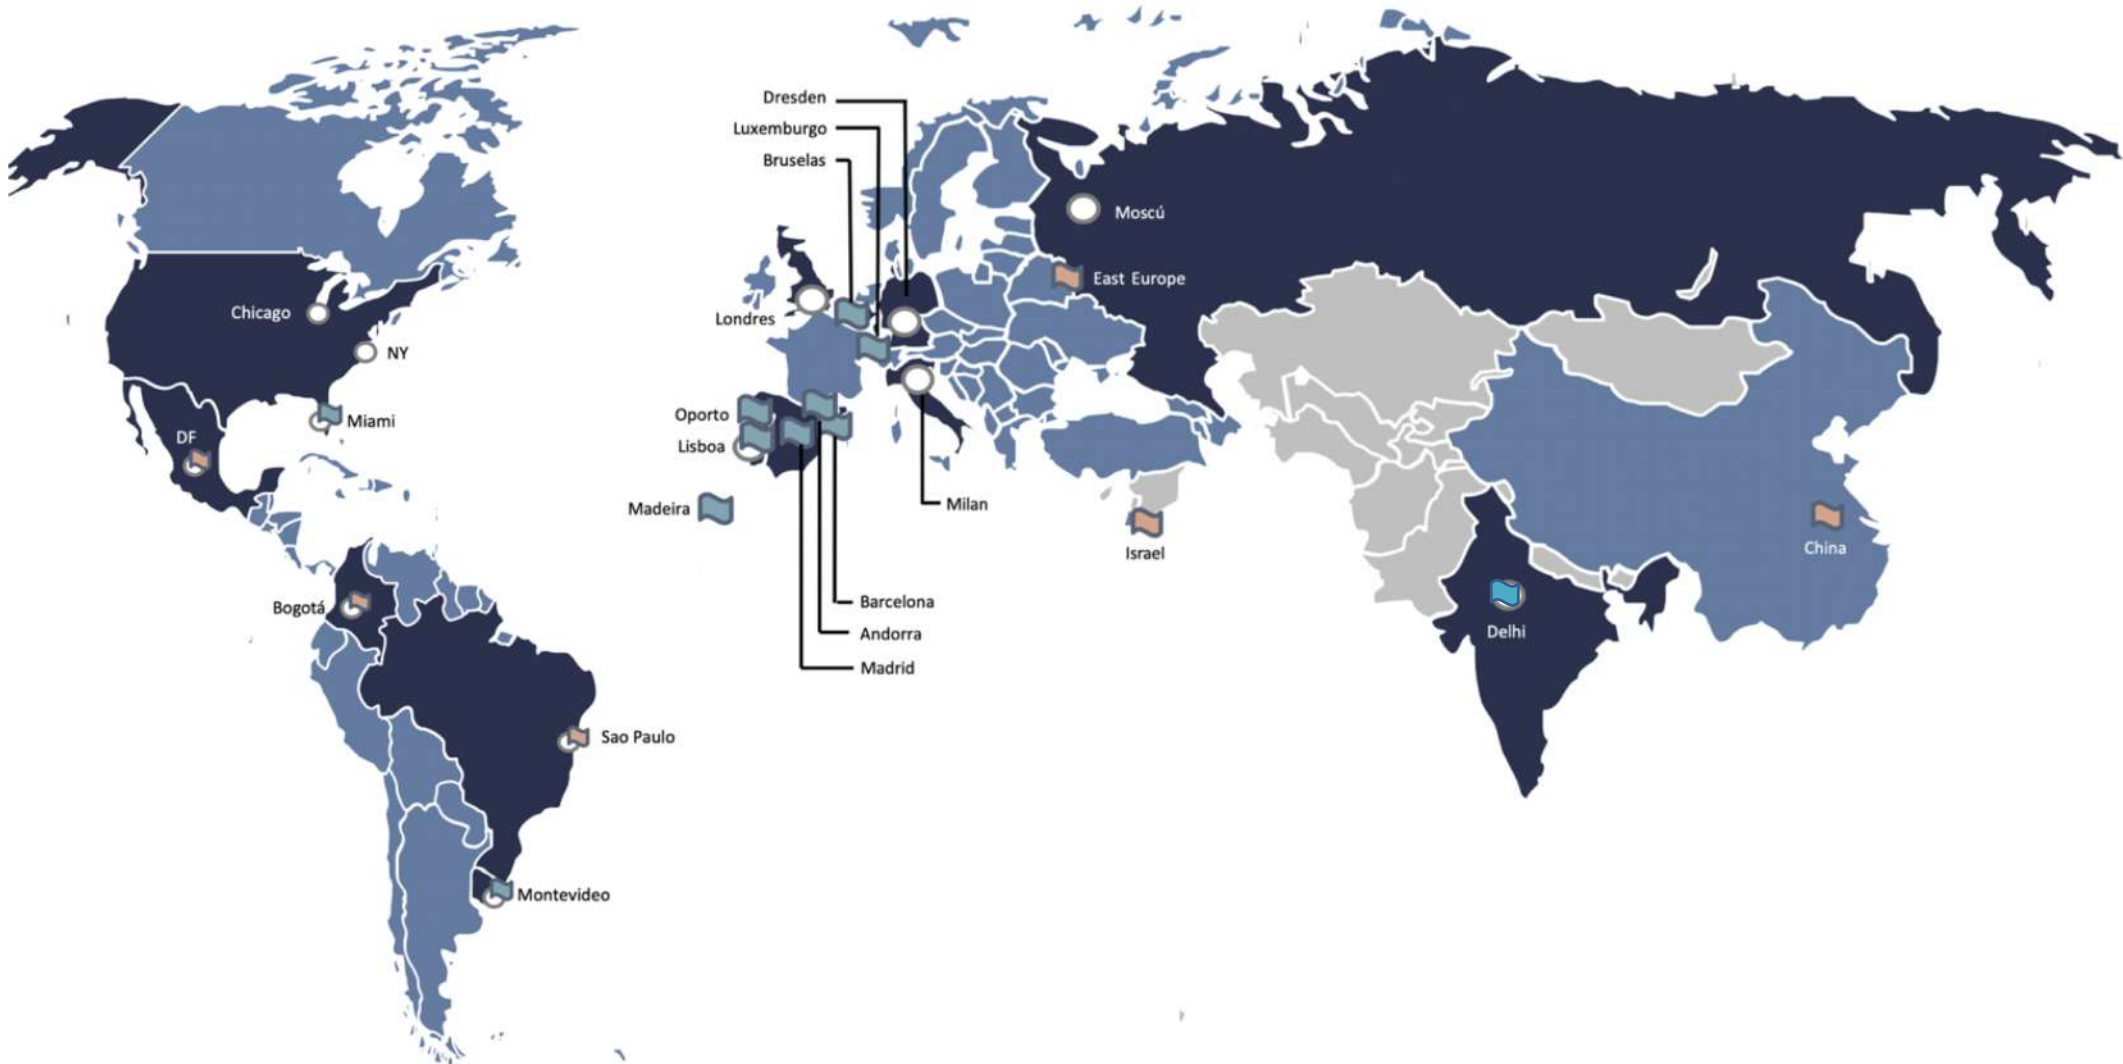 Dresden
Luxemburgo
Bruselas
Moscú
East Europe
Chicago
Londres
NY
Oporto
Miami
DF
Lisboa
Madeira
Milan
Israel
China
Bogotá
Barcelona
Delhi
Andorra
Madrid
Sao Paulo
Montevideo